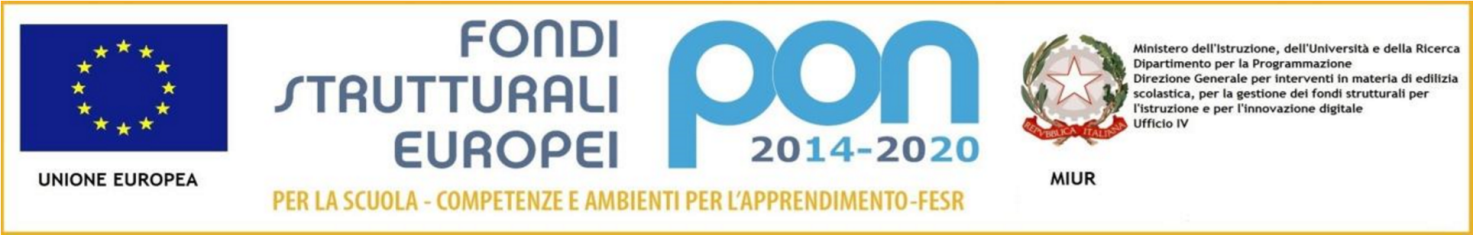 UNIONE EUROPEA
FONDI
STRUTTURALI
EUROPEI
pon
2014-2020
PER LA SCUOLA - COMPETENZE E AMBIENTI PER L'APPRENDIMENTO-FESR
REPVBBLICA ITALIANA
MIUR
Ministero dell'Istruzione, dell'Università e della Ricerca
Dipartimento per la Programmazione
Direzione Generale per interventi in materia di edilizia
scolastica, per la gestione dei fondi strutturali per
l'istruzione e per l'innovazione digitale
Ufficio IV